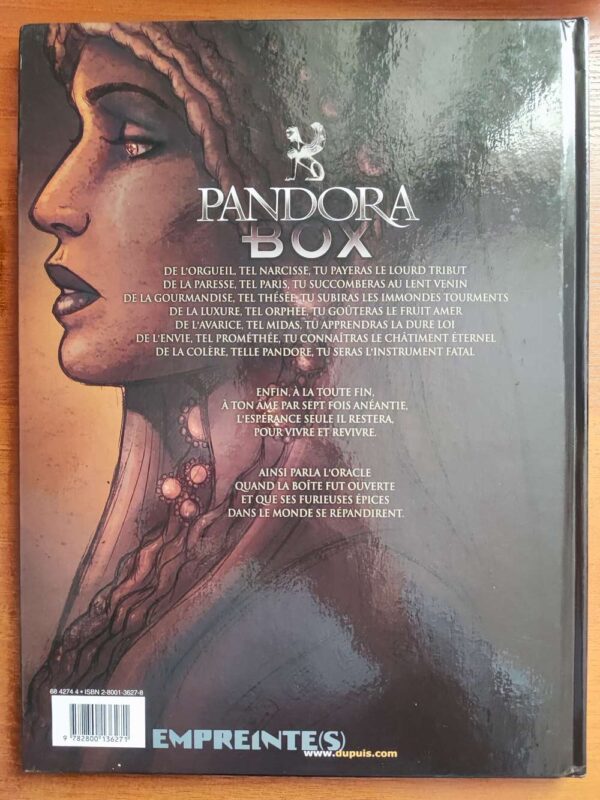 PANDORA
BOX
DE L'ORGUEIL, TEL NARCISSE, TU PAYERAS LE LOURD TRIBUT
DE LA PARESSE, TEL PARIS, TU SUCCOMBERAS AU LENT VENIN
DE LA GOURMANDISE, TEL THÉSÉE, TU SUBIRAS LES IMMONDES TOURMENTS
DE LA LUXURE, TEL ORPHÉE, TU GOÛTERAS LE FRUIT AMER
DE L'AVARICE, TEL MIDAS, TU APPRENDRAS LA DURE LOI
DE L'ENVIE, TEL PROMÉTHÉE, TU CONNAÎTRAS LE CHÂTIMENT ÉTERNEL
DE LA COLÈRE, TELLE PANDORE, TU SERAS L'INSTRUMENT FATAL
ENFIN, À LA TOUTE FIN,
À TON ÂME PAR SEPT FOIS ANÉANTIE,
L'ESPÉRANCE SEULE IL RESTERA,
POUR VIVRE ET REVIVRE.
AINSI PARLA L'ORACLE
QUAND LA BOÎTE FUT OUVERTE
ET QUE SES FURIEUSES ÉPICES
DANS LE MONDE SE RÉPANDIRENT.
68 4274 4 • ISBN 2-8001-3627-8
9 782800 136271
EMPREINTE(S)
www.dupuis.com